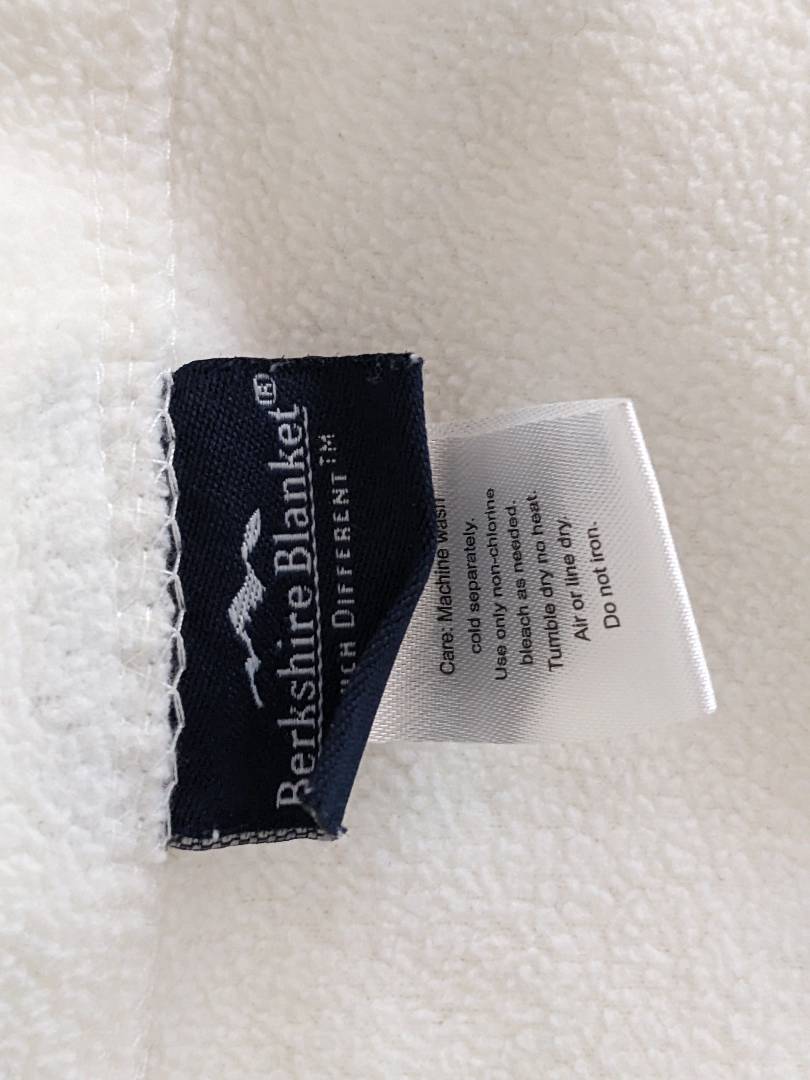 Berkshire Blanket®
DIFFERENT™
Care: Machine wash
cold separately.
Use only non-chlorine
bleach as needed.
Tumble dry no heat.
Air or line dry.
Do not iron.